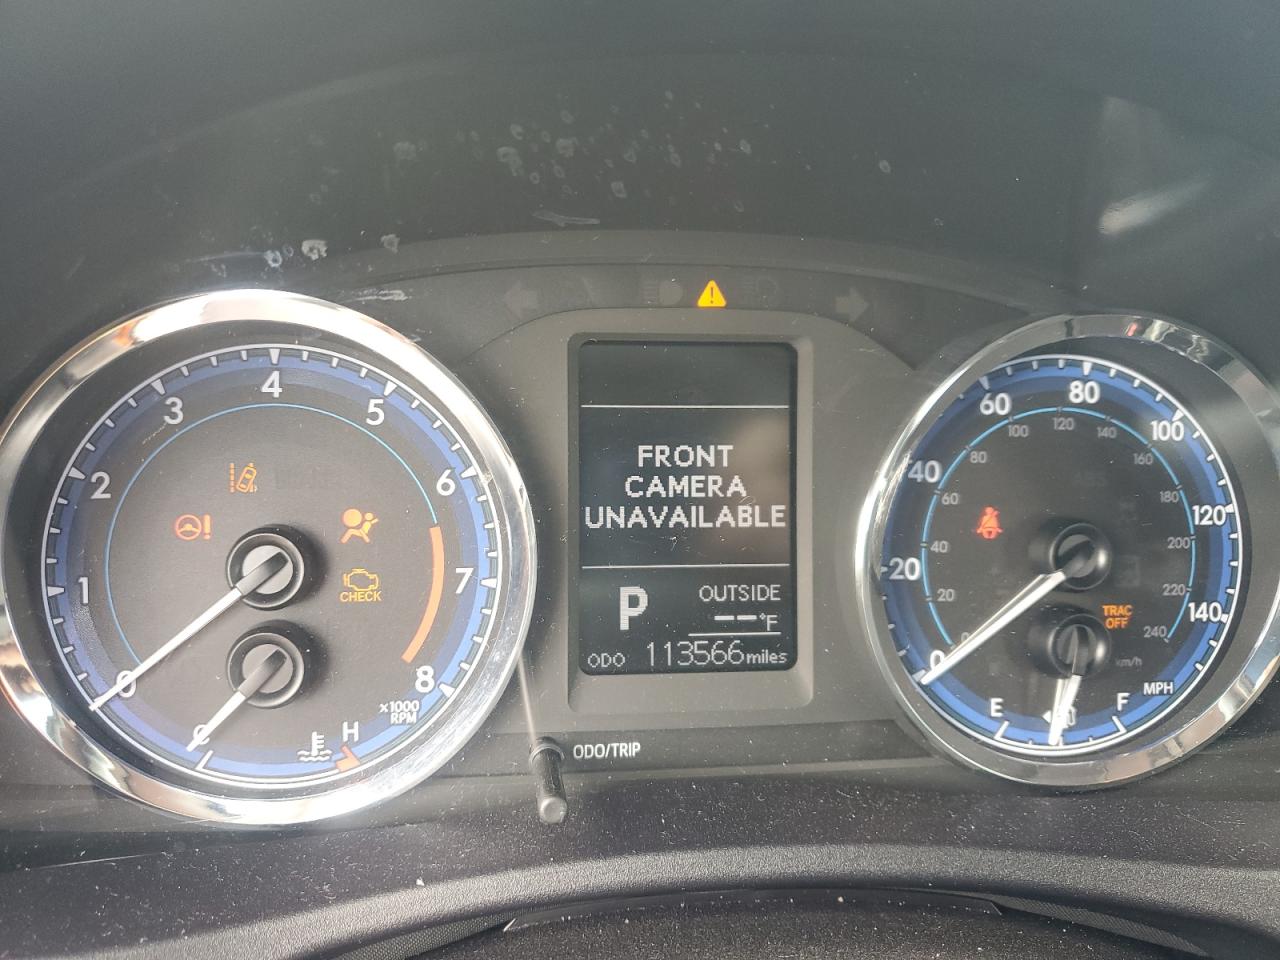 4
3
5
2
6
1
7
0
8
x1000
RPM
CHECK
C
H
FRONT
CAMERA
UNAVAILABLE
P
OUTSIDE
--°F
ODO 113566 miles
ODO/TRIP
80
60
100
40
120
20
140
0
MPH
120
100
140
80
160
60
180
40
200
20
220
0
240
km/h
TRAC
OFF
E
F